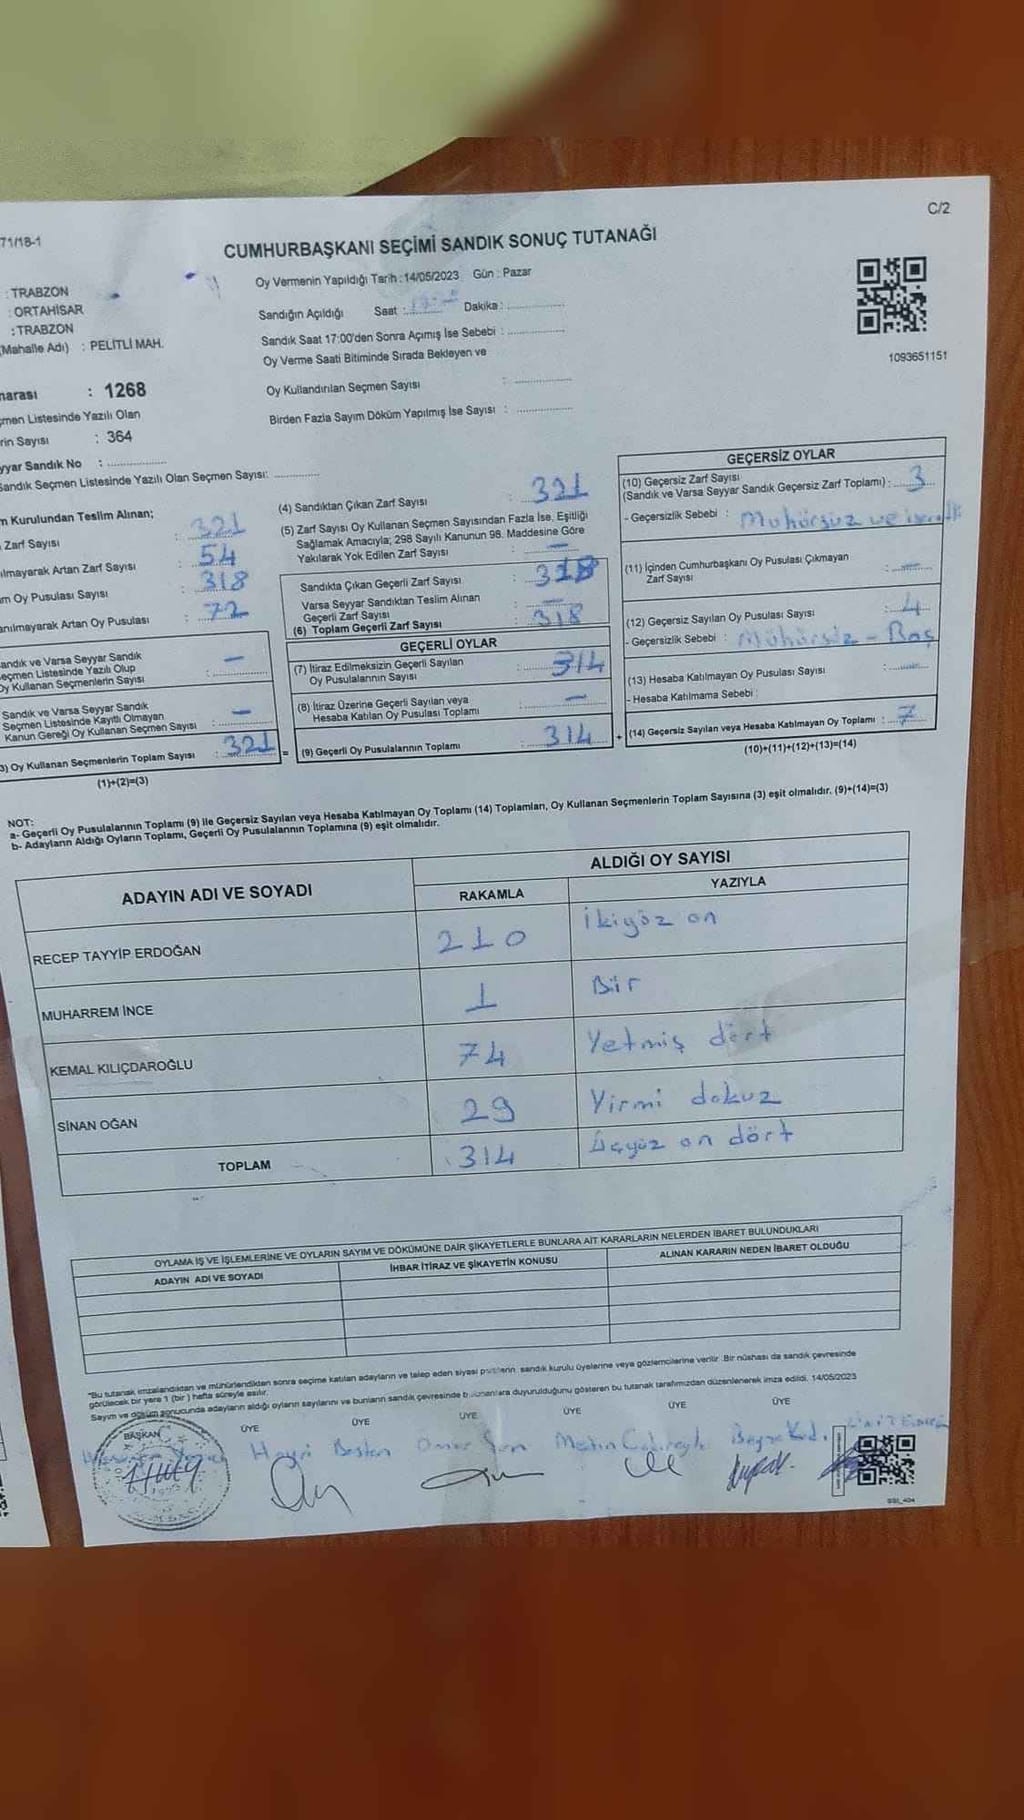 C/2
71/18-1
CUMHURBAŞKANI SEÇİMİ SANDIK SONUÇ TUTANAĞI
: TRABZON
: ORTAHİSAR
: TRABZON
(Mahalle Adı) : PELİTLİ MAH.
marası : 1268
çmen Listesinde Yazılı Olan
rin Sayısı : 364
yyar Sandık No :
Sandık Seçmen Listesinde Yazılı Olan Seçmen Sayısı:
Oy Vermenin Yapıldığı Tarih : 14/05/2023 Gün : Pazar
Sandığın Açıldığı Saat : Dakika :
Sandık Saat 17:00'den Sonra Açımış İse Sebebi :
Oy Verme Saati Bitiminde Sırada Bekleyen ve
Oy Kullandırılan Seçmen Sayısı :
Birden Fazla Sayım Döküm Yapılmış İse Sayısı :
1093651151
m Kurulundan Teslim Alınan;
Zarf Sayısı : 321
ılmayarak Artan Zarf Sayısı : 54
m Oy Pusulası Sayısı : 318
anılmayarak Artan Oy Pusulası : 72
andık ve Varsa Seyyar Sandık
eçmen Listesinde Yazılı Olup
Oy Kullanan Seçmenlerin Sayısı : —
Sandık ve Varsa Seyyar Sandık
Seçmen Listesinde Kayıtlı Olmayan
Kanun Gereği Oy Kullanan Seçmen Sayısı : —
3) Oy Kullanan Seçmenlerin Toplam Sayısı : 321 =
(1)+(2)=(3)
(4) Sandıktan Çıkan Zarf Sayısı : 321
(5) Zarf Sayısı Oy Kullanan Seçmen Sayısından Fazla İse, Eşitliği
Sağlamak Amacıyla; 298 Sayılı Kanunun 98. Maddesine Göre
Yakılarak Yok Edilen Zarf Sayısı : —
Sandıkta Çıkan Geçerli Zarf Sayısı : 318
Varsa Seyyar Sandıktan Teslim Alınan
Geçerli Zarf Sayısı : —
(6) Toplam Geçerli Zarf Sayısı : 318
GEÇERLİ OYLAR
(7) İtiraz Edilmeksizin Geçerli Sayılan
Oy Pusulalarının Sayısı : 314
(8) İtiraz Üzerine Geçerli Sayılan veya
Hesaba Katılan Oy Pusulası Toplamı : —
(9) Geçerli Oy Pusulalarının Toplamı : 314 +
GEÇERSİZ OYLAR
(10) Geçersiz Zarf Sayısı
(Sandık ve Varsa Seyyar Sandık Geçersiz Zarf Toplamı) : 3
- Geçersizlik Sebebi : Mühürsüz ve
(11) İçinden Cumhurbaşkanı Oy Pusulası Çıkmayan
Zarf Sayısı : —
(12) Geçersiz Sayılan Oy Pusulası Sayısı : 4
- Geçersizlik Sebebi : Mühürsiz - Boş
(13) Hesaba Katılmayan Oy Pusulası Sayısı :
- Hesaba Katılmama Sebebi :
(14) Geçersiz Sayılan veya Hesaba Katılmayan Oy Toplamı : 7
(10)+(11)+(12)+(13)=(14)
NOT:
a- Geçerli Oy Pusulalarının Toplamı (9) ile Geçersiz Sayılan veya Hesaba Katılmayan Oy Toplamı (14) Toplamları, Oy Kullanan Seçmenlerin Toplam Sayısına (3) eşit olmalıdır. (9)+(14)=(3)
b- Adayların Aldığı Oyların Toplamı, Geçerli Oy Pusulalarının Toplamına (9) eşit olmalıdır.
ADAYIN ADI VE SOYADI
ALDIĞI OY SAYISI
RAKAMLA YAZIYLA
RECEP TAYYİP ERDOĞAN 210 İkiyöz on
MUHARREM İNCE 1 Bir
KEMAL KILIÇDAROĞLU 74 Yetmiş dört
SİNAN OĞAN 29 Yirmi dokuz
TOPLAM 314 üçyüz on dört
OYLAMA İŞ VE İŞLEMLERİNE VE OYLARIN SAYIM VE DÖKÜMÜNE DAİR ŞİKAYETLERLE BUNLARA AİT KARARLARIN NELERDEN İBARET BULUNDUKLARI
ADAYIN ADI VE SOYADI İHBAR İTİRAZ VE ŞİKAYETİN KONUSU ALINAN KARARIN NEDEN İBARET OLDUĞU
*Bu tutanak imzalandıktan ve mühürlendikten sonra seçime katılan adayların ve talep eden siyasi partilerin sandık kurulu üyelerine veya gözlemcilerine verilir. Bir nüshası da sandık çevresinde
görülecek bir yere 1 (bir) hafta süreyle asılır.
Sayım ve döküm sonucunda adayların aldığı oyların sayılarını ve bunların sandık çevresinde bulunanlara duyurulduğunu gösteren bu tutanak tarafımızdan düzenlenerek imza edildi. 14/05/2023
BAŞKAN ÜYE ÜYE ÜYE ÜYE ÜYE ÜYE
Hayri Bostan Metin